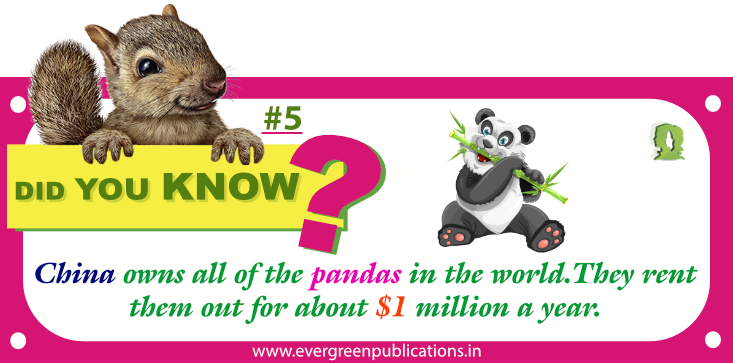 #5
DID YOU KNOW?
China owns all of the pandas in the world.They rent
them out for about $1 million a year.
www.evergreenpublications.in